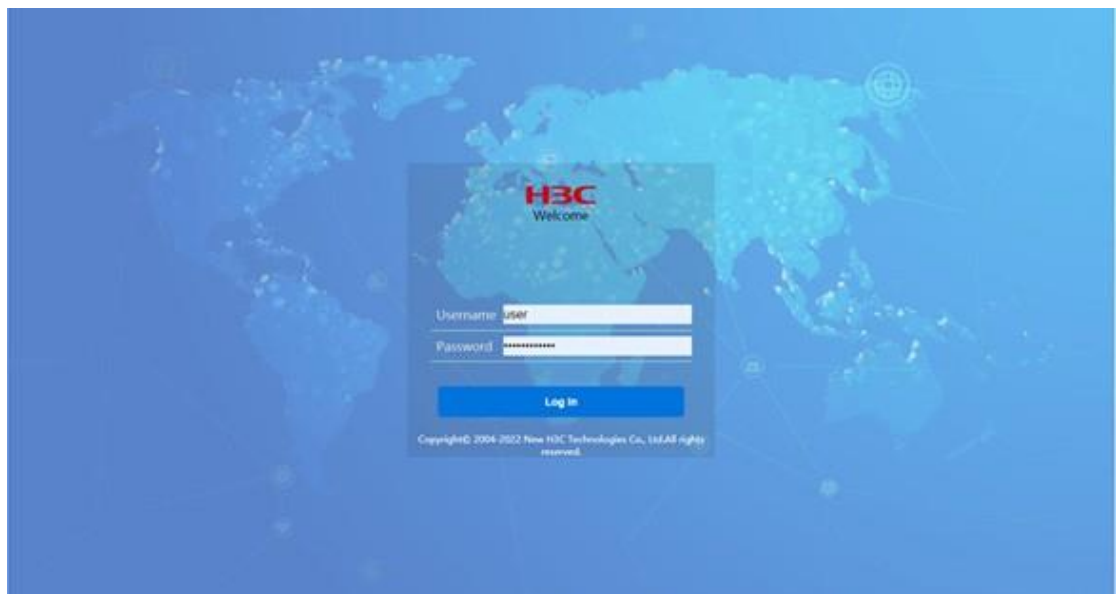 H3C
Welcome
Username user
Password ••••••••••••
Log In
Copyright© 2004-2022 New H3C Technologies Co., Ltd.All rights
reserved.